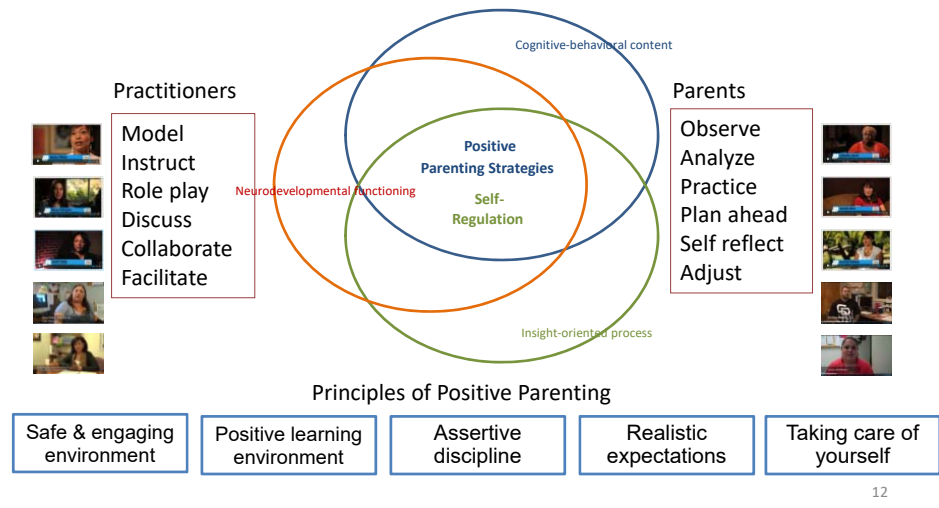 Cognitive-behavioral content
Practitioners
Parents
Model
Instruct
Role play
Discuss
Collaborate
Facilitate
Neurodevelopmental functioning
Positive
Parenting Strategies
Self-
Regulation
Observe
Analyze
Practice
Plan ahead
Self reflect
Adjust
Insight-oriented process
Principles of Positive Parenting
Safe & engaging
environment
Positive learning
environment
Assertive
discipline
Realistic
expectations
Taking care of
yourself
12